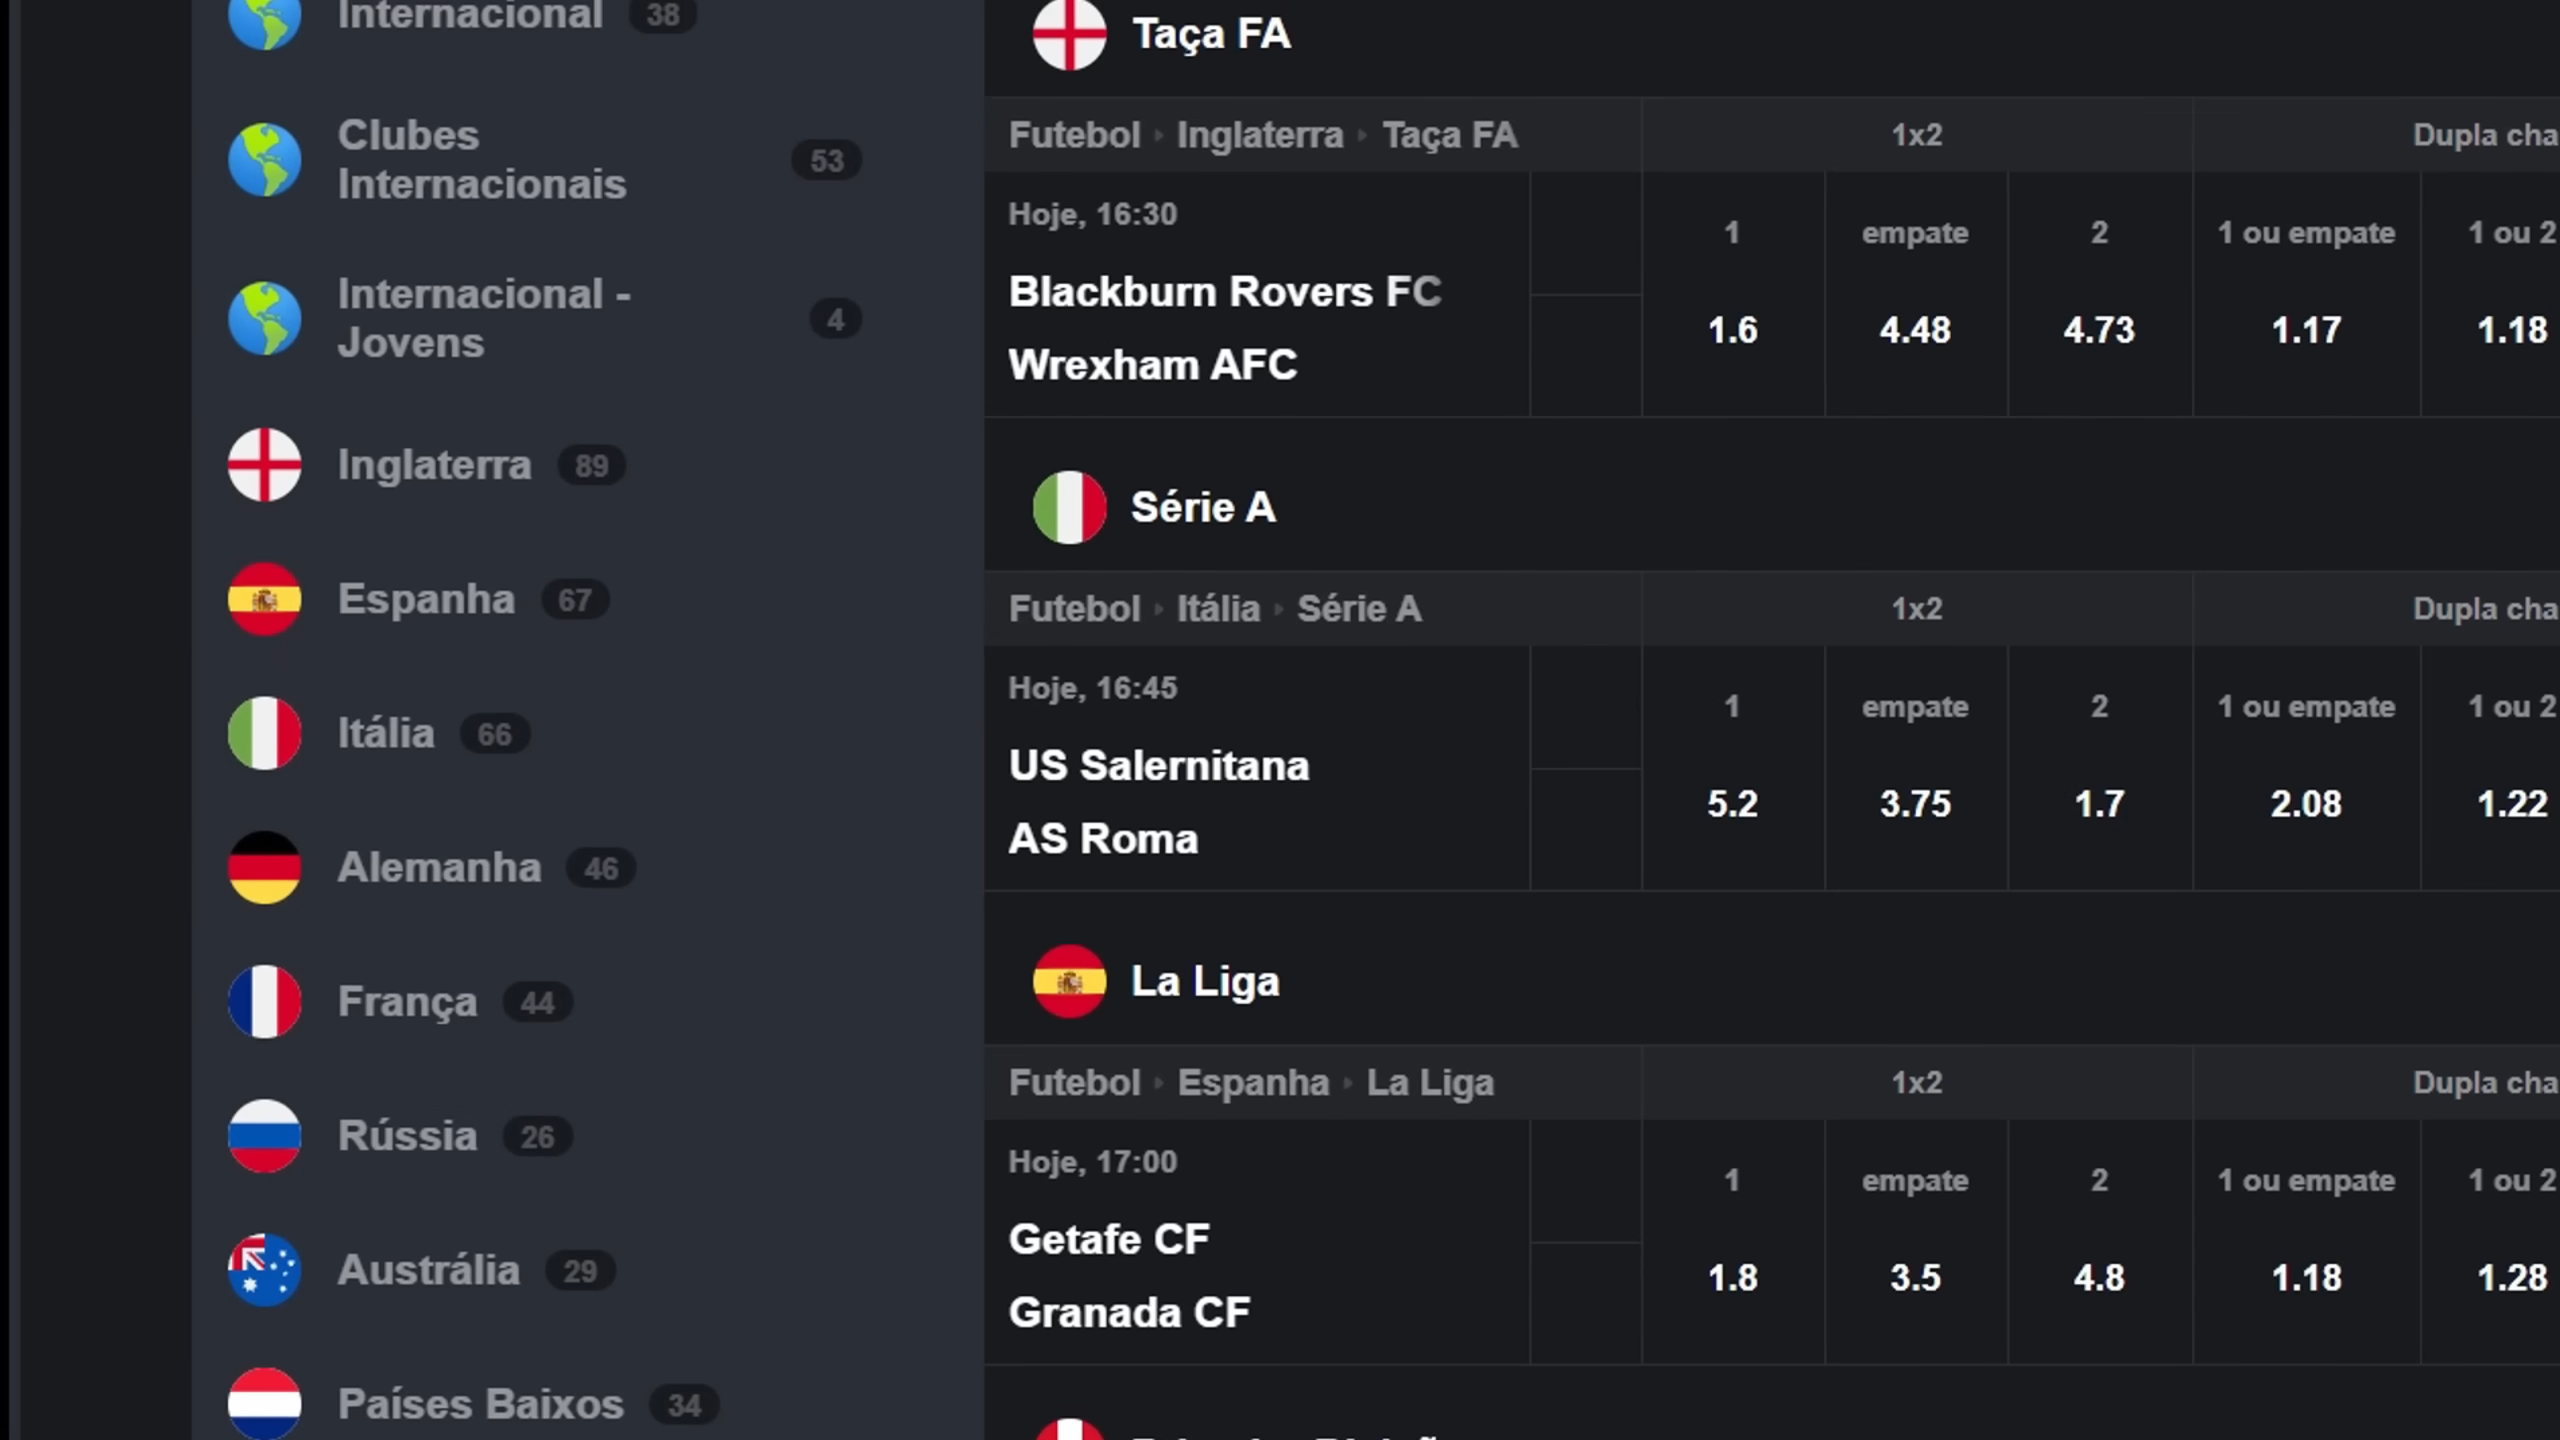 Internacional 38
Clubes
Internacionais 53
Internacional -
Jovens 4
Inglaterra 89
Espanha 67
Itália 66
Alemanha 46
França 44
Rússia 26
Austrália 29
Países Baixos 34
Taça FA
Futebol Inglaterra Taça FA 1x2 Dupla cha
Hoje, 16:30
1 empate 2 1 ou empate 1 ou 2
Blackburn Rovers FC
Wrexham AFC
1.6 4.48 4.73 1.17 1.18
Série A
Futebol Itália Série A 1x2 Dupla cha
Hoje, 16:45
1 empate 2 1 ou empate 1 ou 2
US Salernitana
AS Roma
5.2 3.75 1.7 2.08 1.22
La Liga
Futebol Espanha La Liga 1x2 Dupla cha
Hoje, 17:00
1 empate 2 1 ou empate 1 ou 2
Getafe CF
Granada CF
1.8 3.5 4.8 1.18 1.28